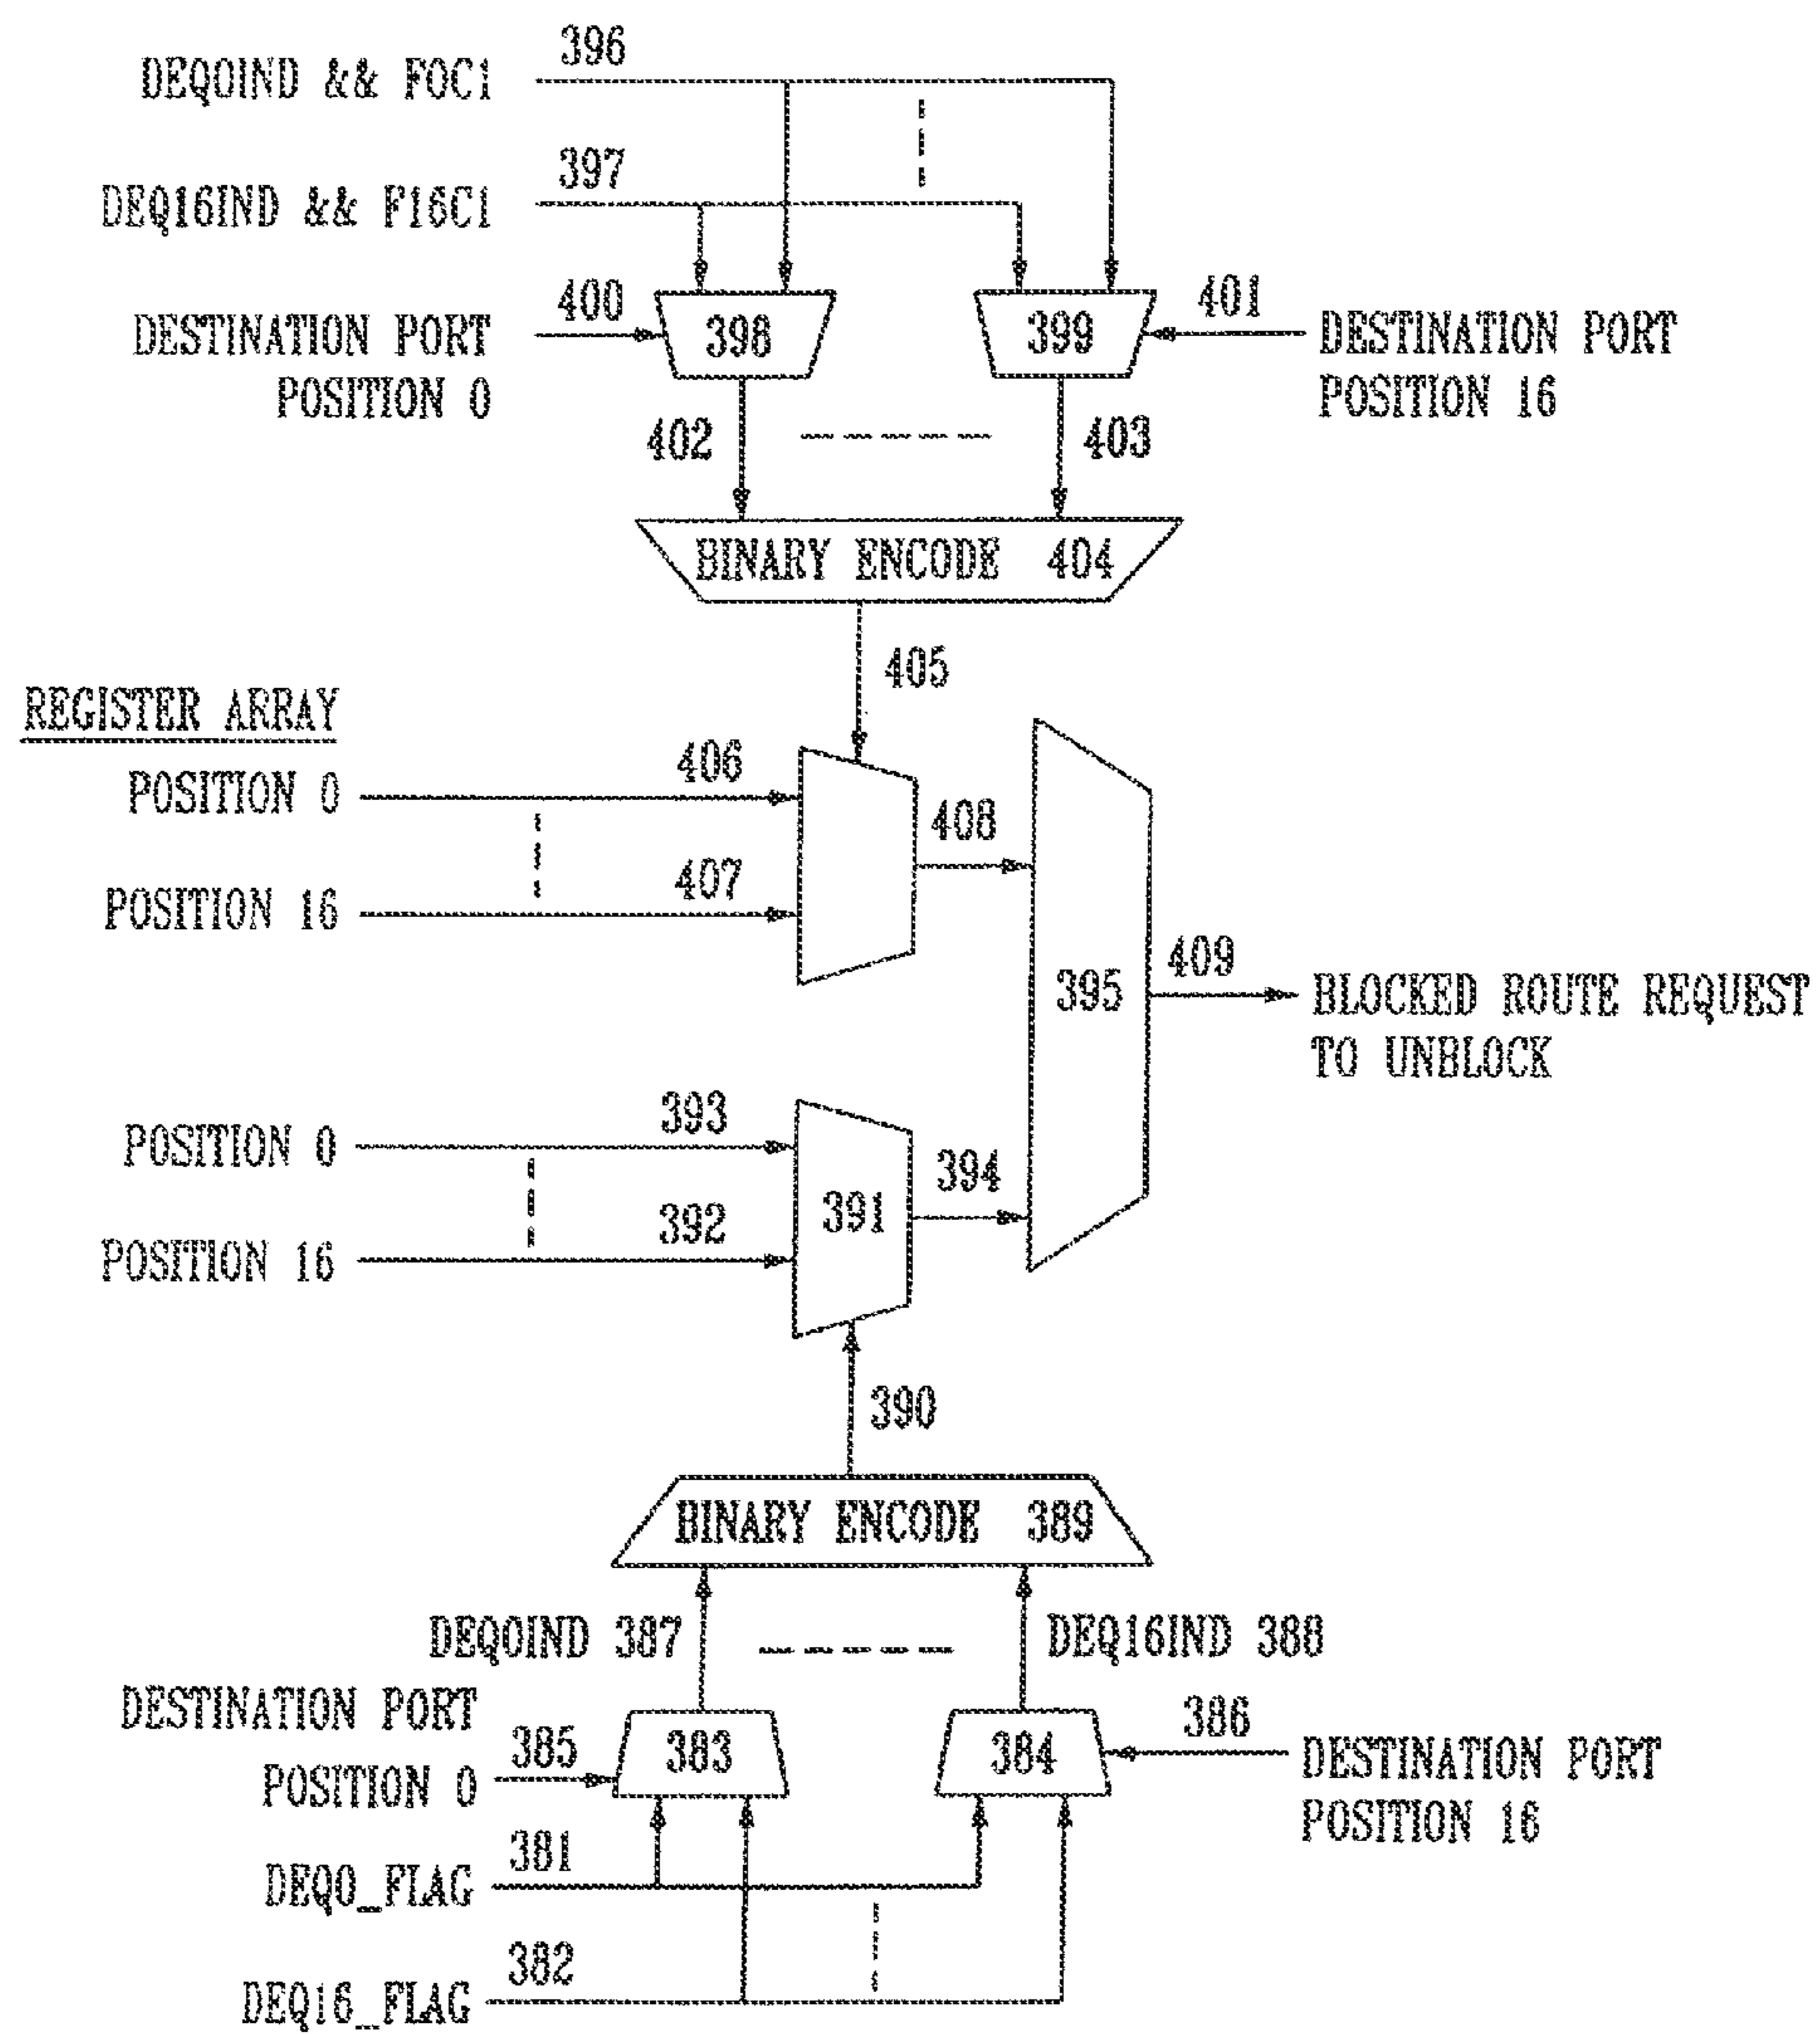 396
DEQ0IND && F0C1
397
DEQ16IND && F16C1
400
401
DESTINATION PORT
POSITION 0
398
399
DESTINATION PORT
POSITION 16
402
403
BINARY ENCODE 404
405
REGISTER ARRAY
POSITION 0
406
408
POSITION 16
407
395
409
BLOCKED ROUTE REQUEST
TO UNBLOCK
POSITION 0
393
391
394
POSITION 16
392
390
BINARY ENCODE 389
DEQ0IND 387
DEQ16IND 388
DESTINATION PORT
POSITION 0
385
383
384
386
DESTINATION PORT
POSITION 16
381
DEQ0_FLAG
382
DEQ16_FLAG